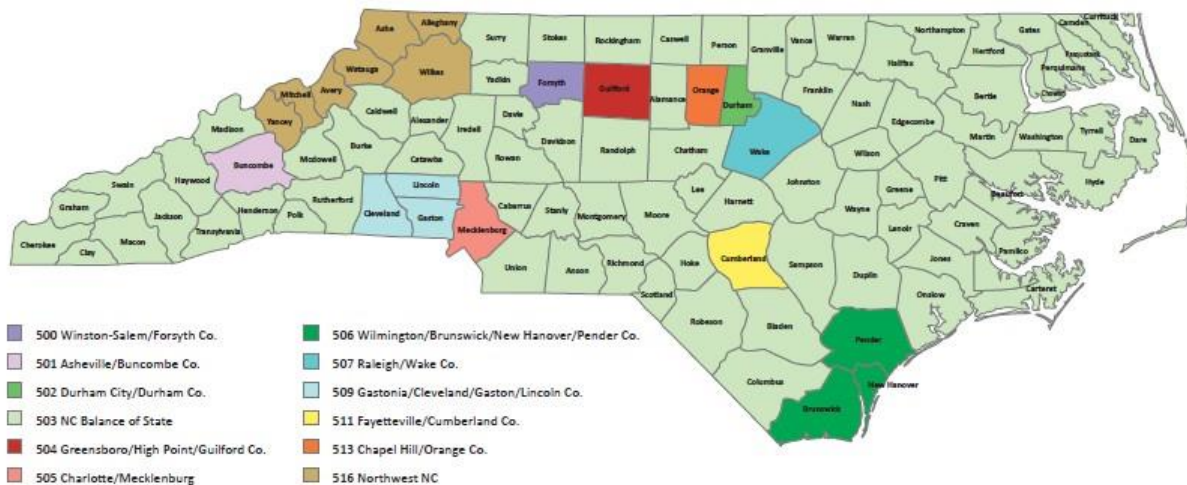 Ashe
Alleghany
Surry
Stokes
Rockingham
Caswell
Person
Granville
Vance
Warren
Northampton
Gates
Camden
Currituck
Hertford
Pasquotank
Perquimans
Halifax
Watauga
Wilkes
Yadkin
Forsyth
Guilford
Alamance
Orange
Durham
Franklin
Nash
Bertie
Chowan
Mitchell
Avery
Yancey
Caldwell
Alexander
Iredell
Davie
Davidson
Randolph
Chatham
Wake
Edgecombe
Martin
Washington
Tyrrell
Dare
Madison
Buncombe
McDowell
Burke
Catawba
Rowan
Wilson
Pitt
Hyde
Beaufort
Swain
Haywood
Graham
Jackson
Henderson
Transylvania
Polk
Rutherford
Cleveland
Lincoln
Gaston
Mecklenburg
Cabarrus
Stanly
Montgomery
Moore
Lee
Harnett
Johnston
Wayne
Greene
Lenoir
Craven
Pamlico
Cherokee
Clay
Macon
Union
Anson
Richmond
Scotland
Hoke
Cumberland
Sampson
Duplin
Jones
Onslow
Carteret
Robeson
Bladen
Pender
Columbus
Brunswick
New Hanover
500 Winston-Salem/Forsyth Co.
501 Asheville/Buncombe Co.
502 Durham City/Durham Co.
503 NC Balance of State
504 Greensboro/High Point/Guilford Co.
505 Charlotte/Mecklenburg
506 Wilmington/Brunswick/New Hanover/Pender Co.
507 Raleigh/Wake Co.
509 Gastonia/Cleveland/Gaston/Lincoln Co.
511 Fayetteville/Cumberland Co.
513 Chapel Hill/Orange Co.
516 Northwest NC